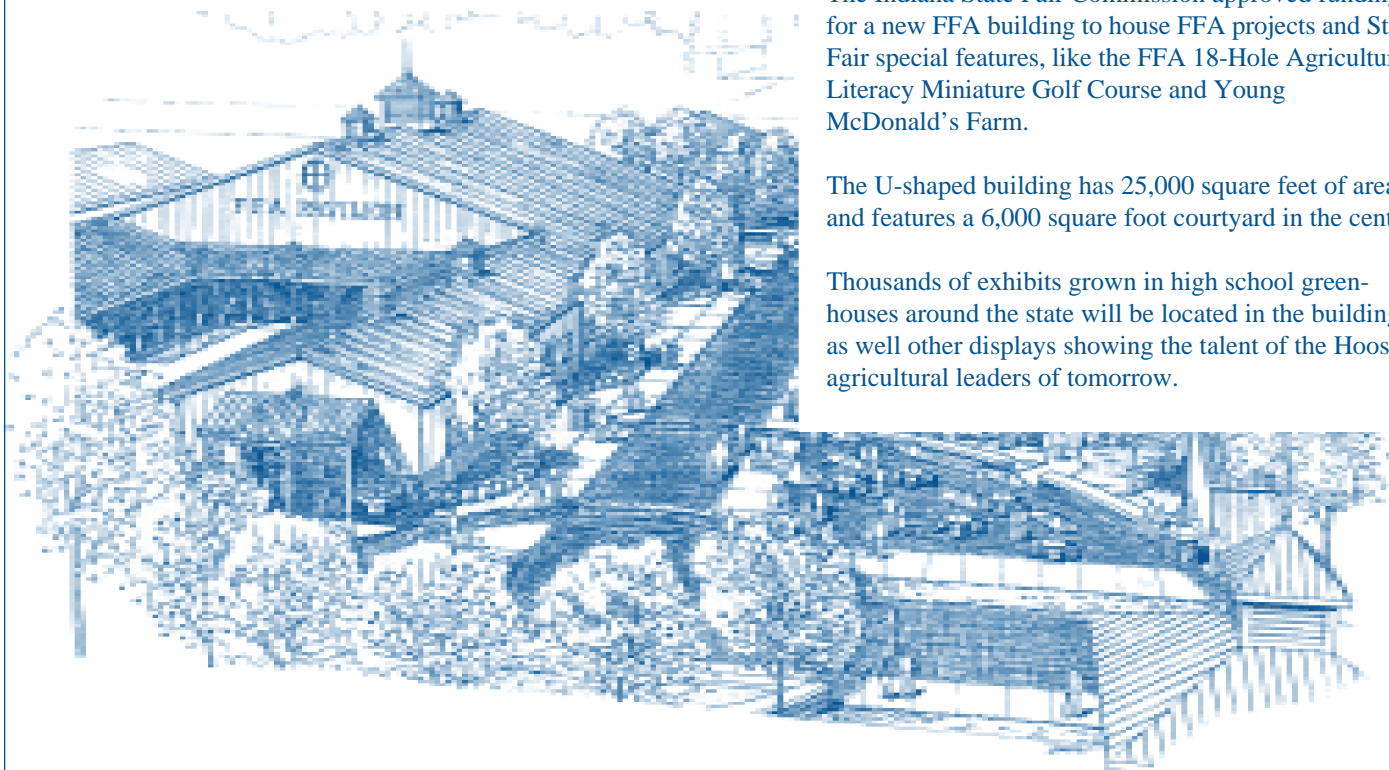 The Indiana State Fair Commission approved funding
for a new FFA building to house FFA projects and St
Fair special features, like the FFA 18-Hole Agricultur
Literacy Miniature Golf Course and Young
McDonald's Farm.
The U-shaped building has 25,000 square feet of area
and features a 6,000 square foot courtyard in the cent
Thousands of exhibits grown in high school green-
houses around the state will be located in the building
as well other displays showing the talent of the Hoos
agricultural leaders of tomorrow.
FFA PAVILION